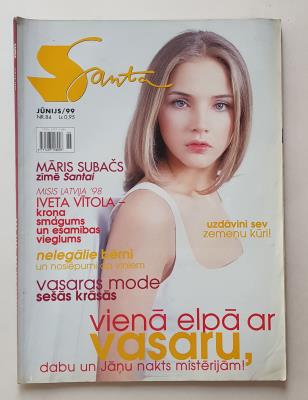 Santa
JŪNIJS/99
NR.84 Ls 0,95
MĀRIS SUBAČS
zīmē Santai
MISIS LATVIJA '98
IVETA VĪTOLA –
kroņa
smagums
un esamības
vieglums
uzdāvini sev
zemeņu kūri!
nelegālie bērni
un noslēpumi ap viņiem
vasaras mode
sešās krāsās
vienā elpā ar
vasaru,
dabu un Jāņu nakts mistērijām!